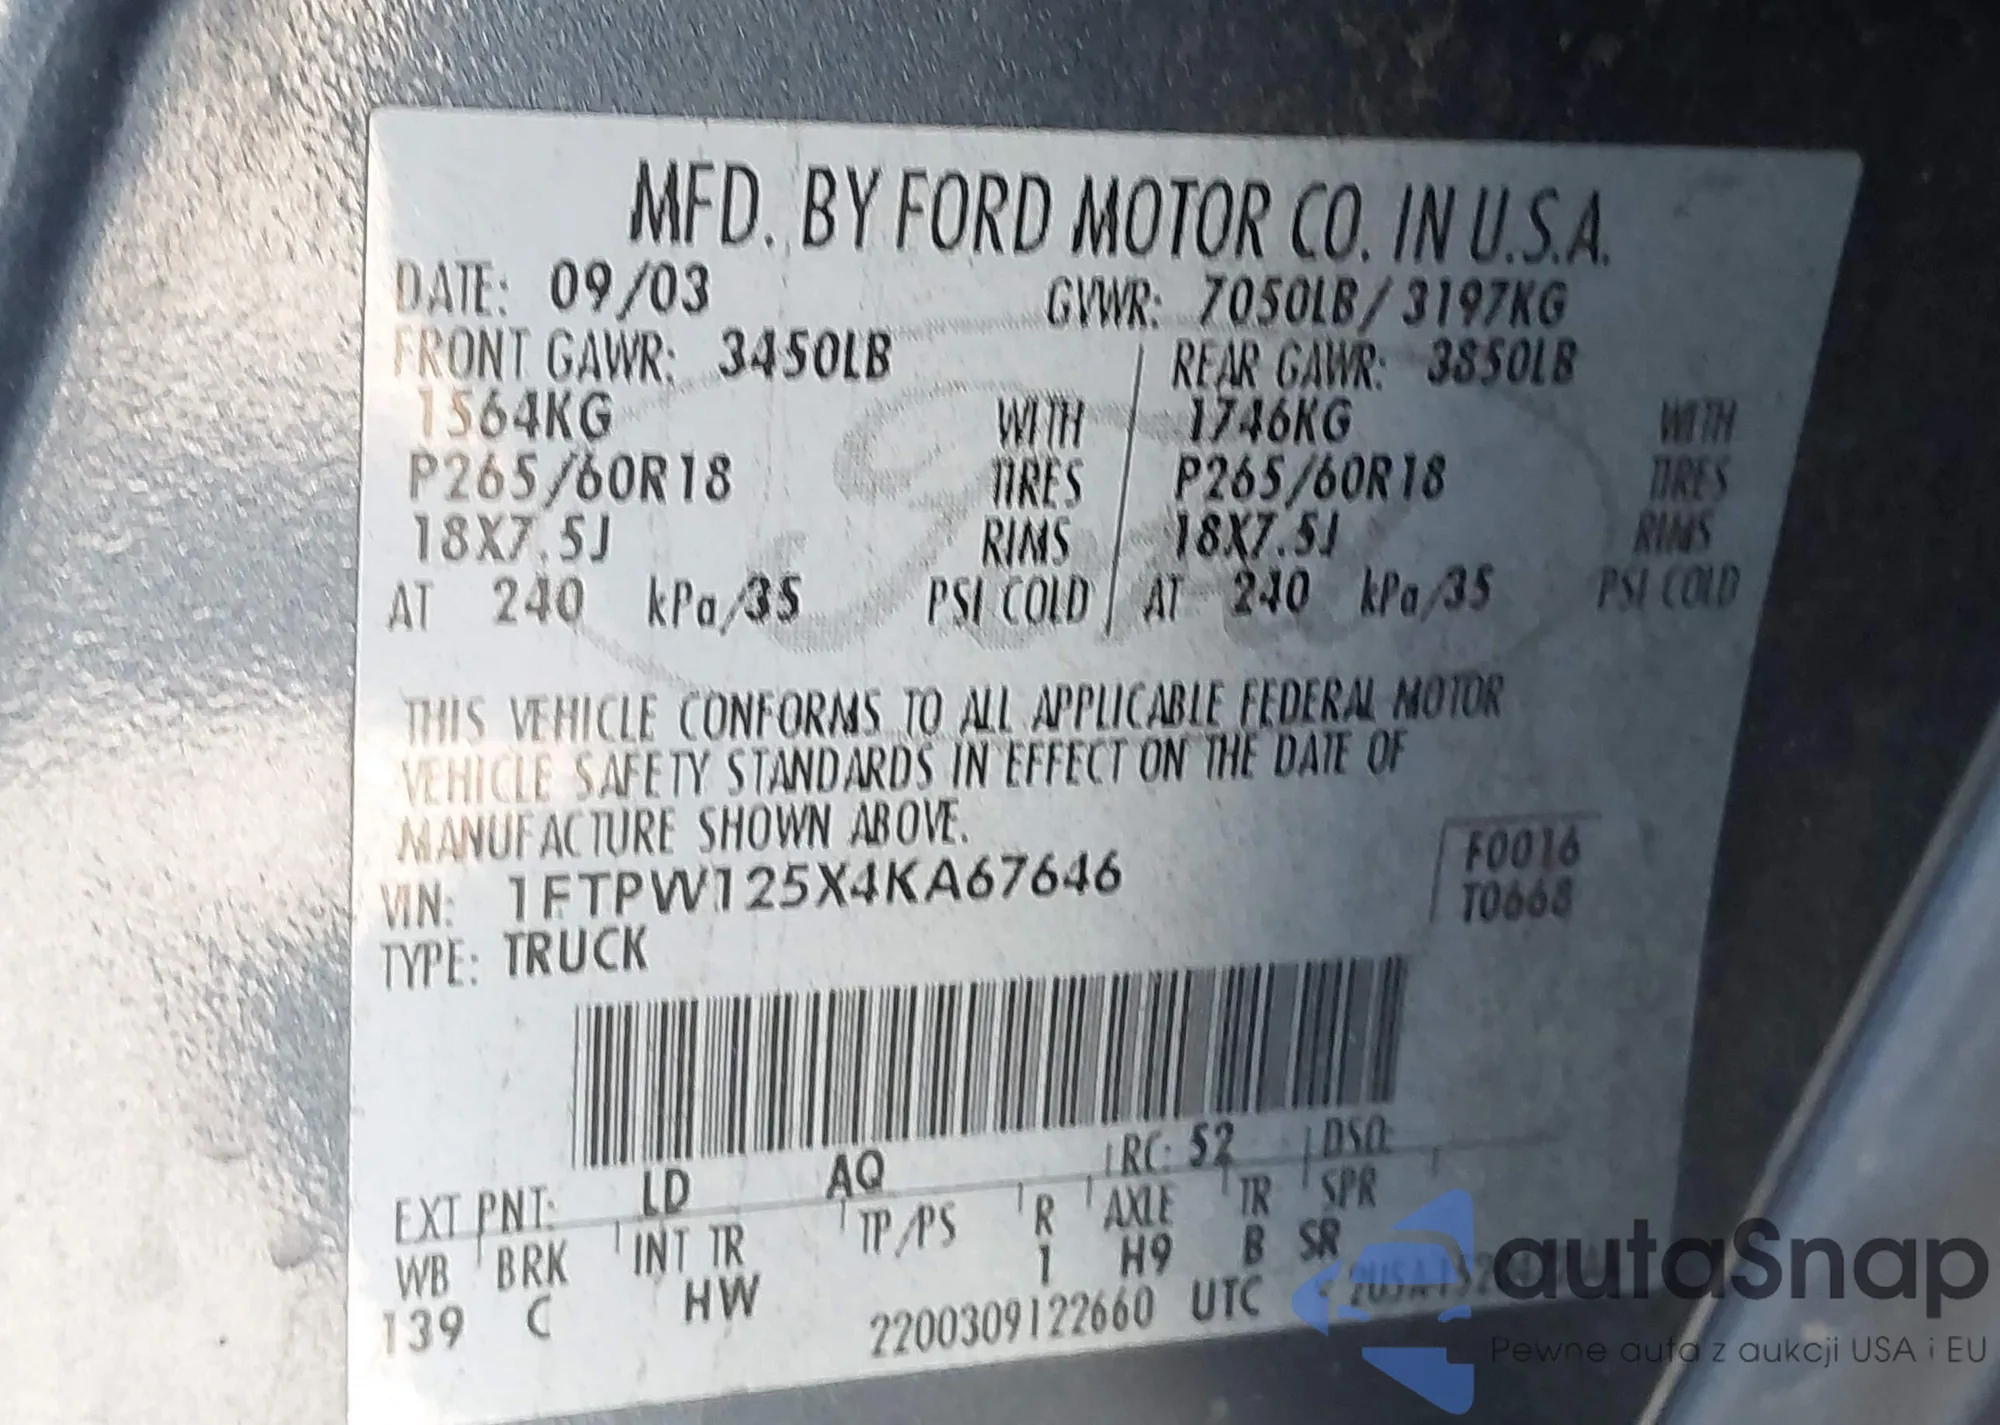 MFD. BY FORD MOTOR CO. IN U.S.A.
DATE: 09/03 GVWR: 7050LB/3197KG
FRONT GAWR: 3450LB REAR GAWR: 3850LB
1564KG WITH 1746KG WITH
P265/60R18 TIRES P265/60R18 TIRES
18X7.5J RIMS 18X7.5J RIMS
AT 240 kPa/35 PSI COLD AT 240 kPa/35 PSI COLD
THIS VEHICLE CONFORMS TO ALL APPLICABLE FEDERAL MOTOR
VEHICLE SAFETY STANDARDS IN EFFECT ON THE DATE OF
MANUFACTURE SHOWN ABOVE.
VIN: 1FTPW125X4KA67646
F0016
TYPE: TRUCK
T0668
EXT PNT: LD AQ RC: 52 DSO:
WB BRK INT TR TP/PS R AXLE TR SPR
139 C HW 1 H9 B SR
2200309122660 UTC
autaSnap
Pewne auta z aukcji USA i EU